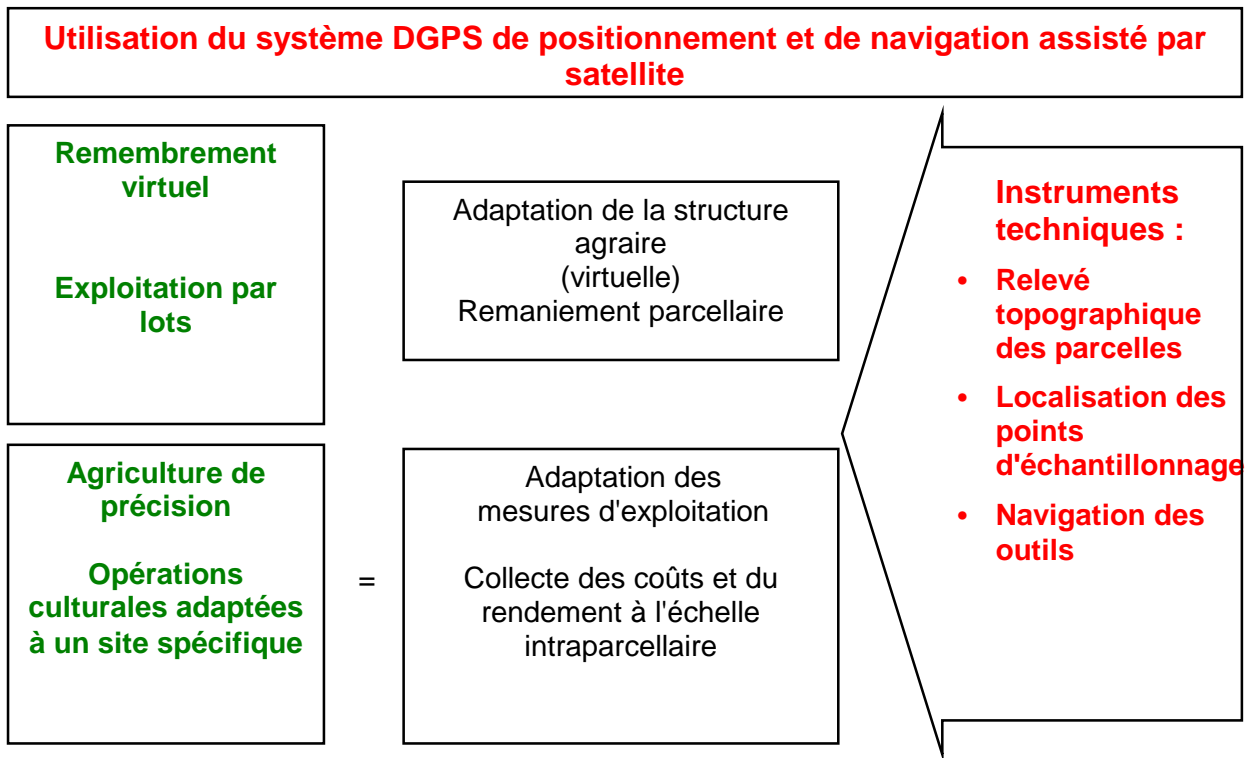 Utilisation du système DGPS de positionnement et de navigation assisté par
satellite
Remembrement
virtuel
Exploitation par
lots
Adaptation de la structure
agraire
(virtuelle)
Remaniement parcellaire
Agriculture de
précision
Opérations
culturales adaptées
à un site spécifique
=
Adaptation des
mesures d'exploitation
Collecte des coûts et du
rendement à l'échelle
intraparcellaire
Instruments
techniques :
• Relevé
topographique
des parcelles
• Localisation des
points
d'échantillonnage
• Navigation des
outils